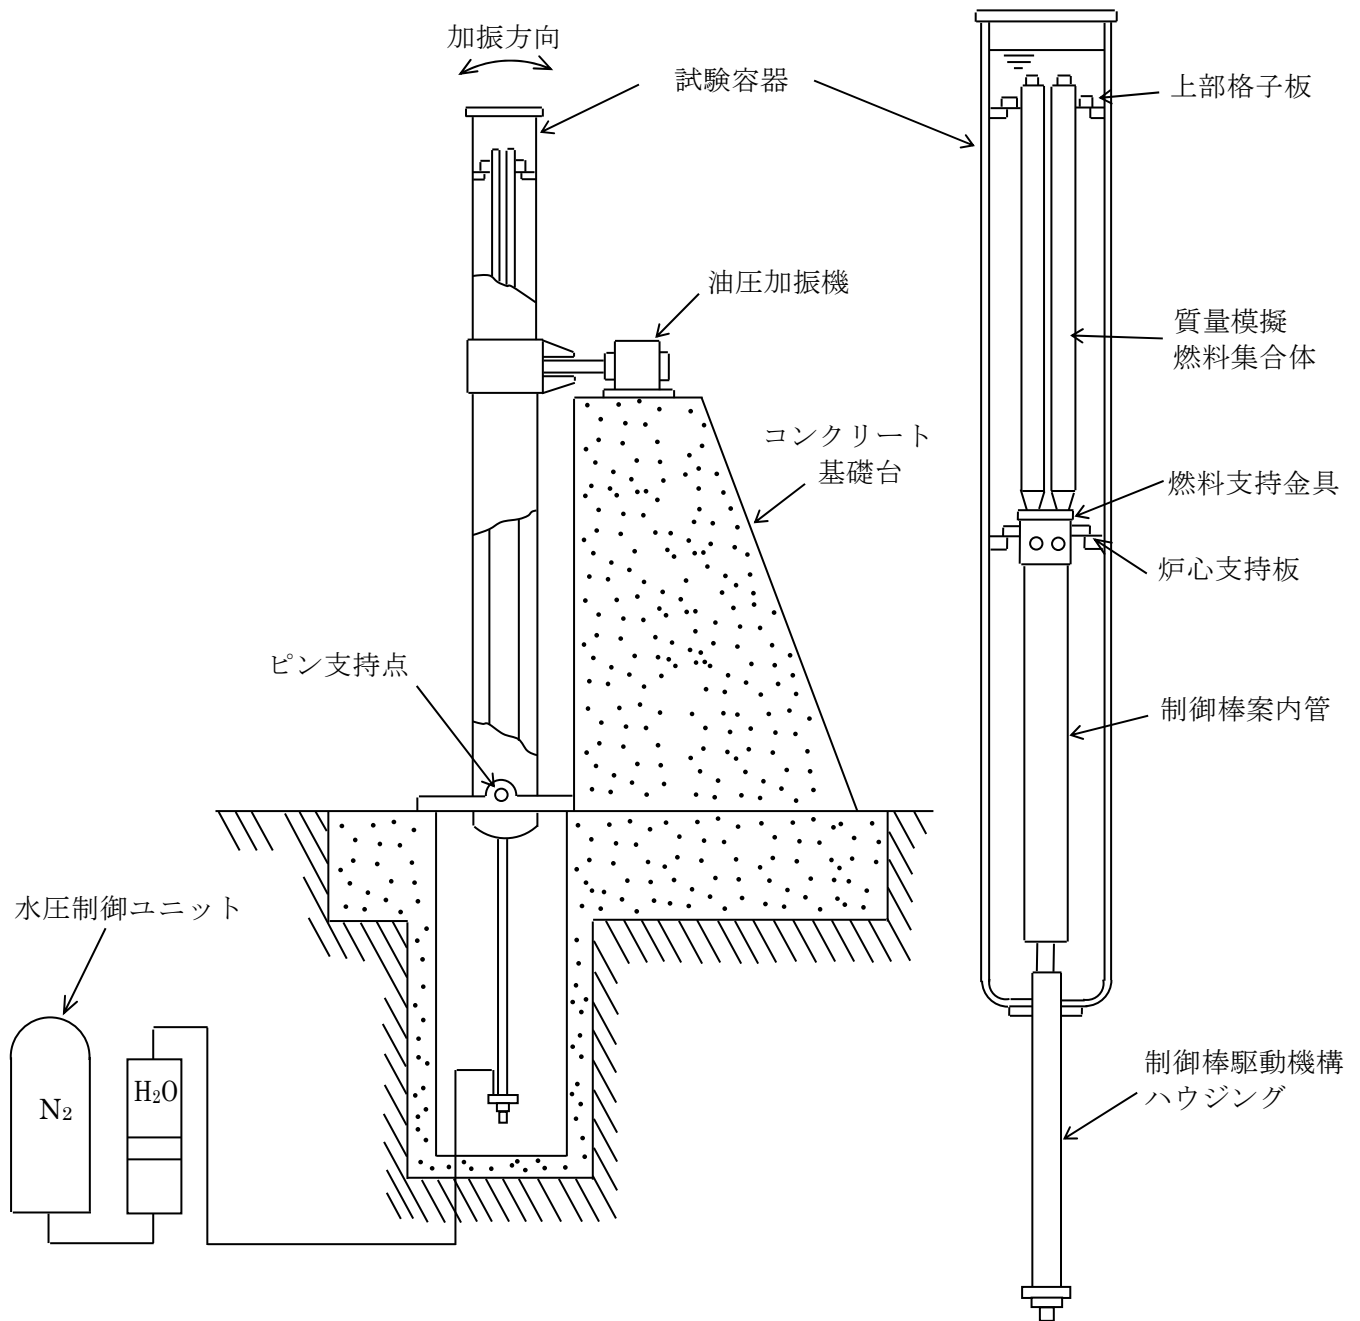 加振方向
試験容器
上部格子板
油圧加振機
質量模擬
燃料集合体
コンクリート
基礎台
燃料支持金具
炉心支持板
ピン支持点
制御棒案内管
水圧制御ユニット
制御棒駆動機構
ハウジング
N₂
H₂O